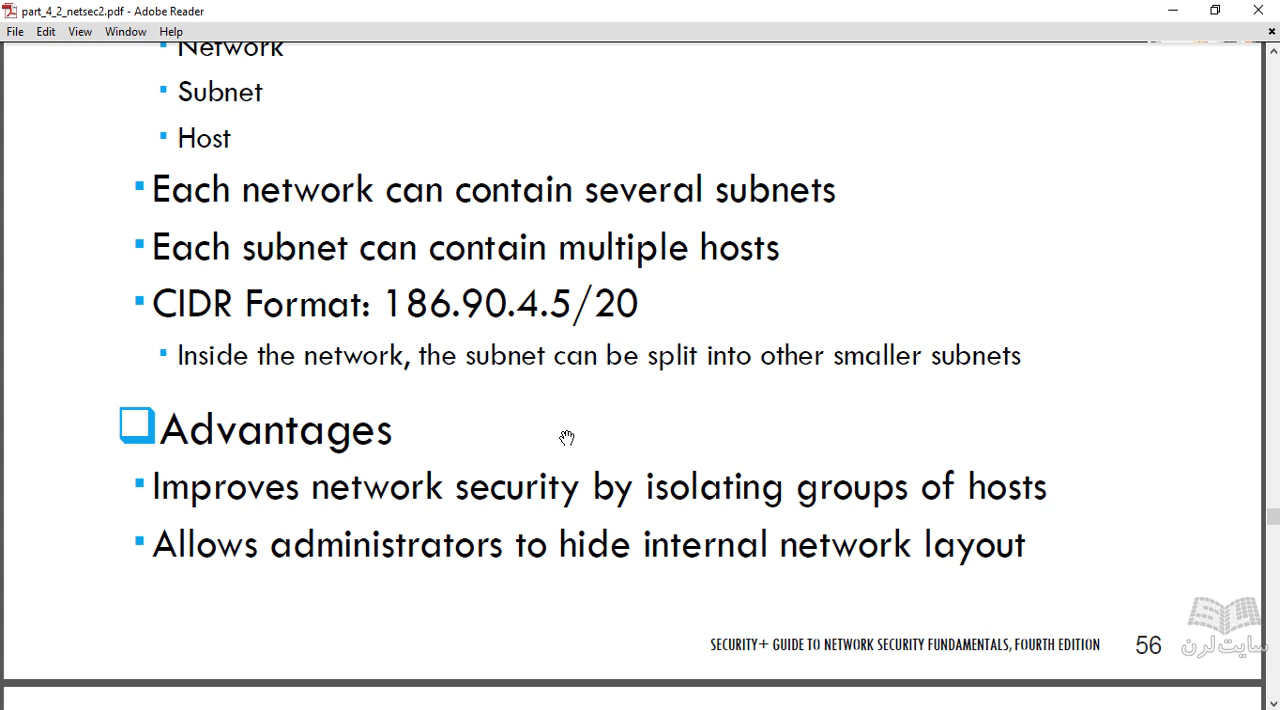 part_4_2_netsec2.pdf - Adobe Reader
File Edit View Window Help
Network
Subnet
Host
Each network can contain several subnets
Each subnet can contain multiple hosts
CIDR Format: 186.90.4.5/20
Inside the network, the subnet can be split into other smaller subnets
Advantages
Improves network security by isolating groups of hosts
Allows administrators to hide internal network layout
SECURITY+ GUIDE TO NETWORK SECURITY FUNDAMENTALS, FOURTH EDITION 56
سایت لرن